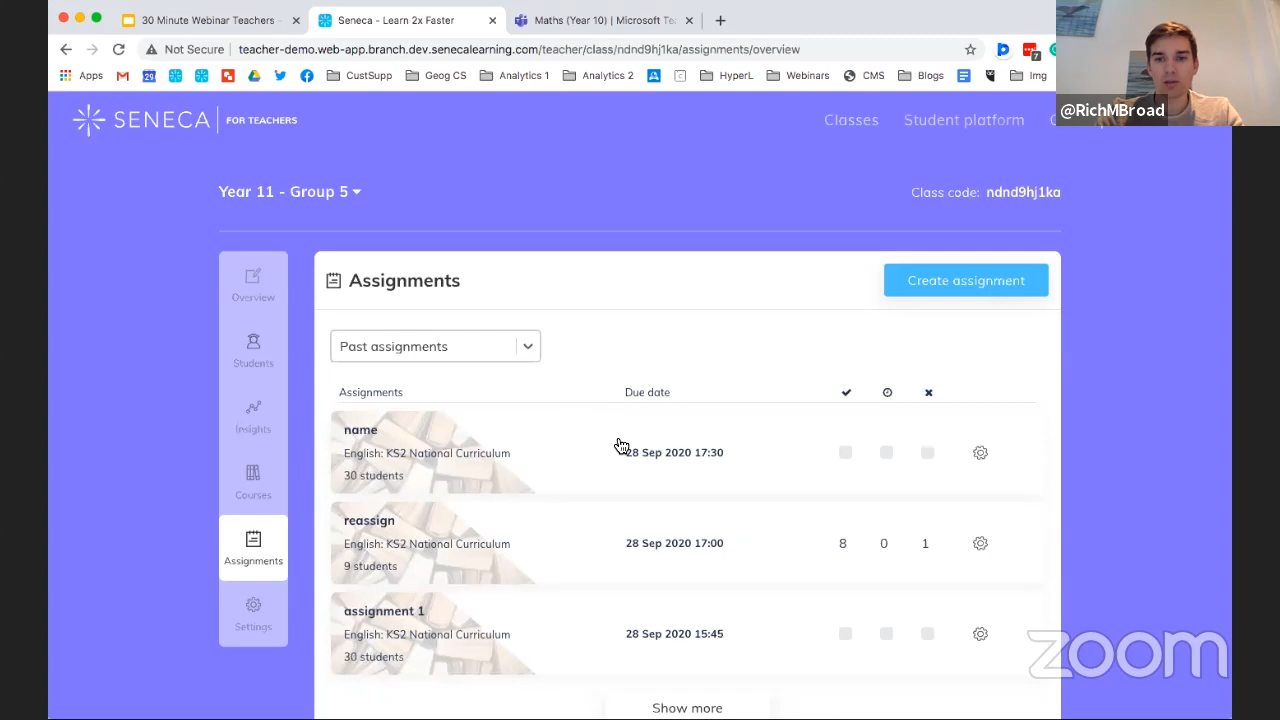 30 Minute Webinar Teachers -
Seneca - Learn 2x Faster
Maths (Year 10) | Microsoft Te
Not Secure
teacher-demo.web-app.branch.dev.senecalearning.com/teacher/class/ndnd9hj1ka/assignments/overview
7
Apps
29
CustSupp
Geog CS
Analytics 1
Analytics 2
HyperL
Webinars
CMS
Blogs
Img
@RichMBroad
SENECA
FOR TEACHERS
Classes
Student platform
Year 11 - Group 5
Class code: ndnd9hj1ka
Overview
Students
Insights
Courses
Assignments
Settings
Assignments
Create assignment
Past assignments
Assignments
Due date
name
English: KS2 National Curriculum
30 students
28 Sep 2020 17:30
reassign
English: KS2 National Curriculum
9 students
28 Sep 2020 17:00
8 0 1
assignment 1
English: KS2 National Curriculum
30 students
28 Sep 2020 15:45
Show more
zoom